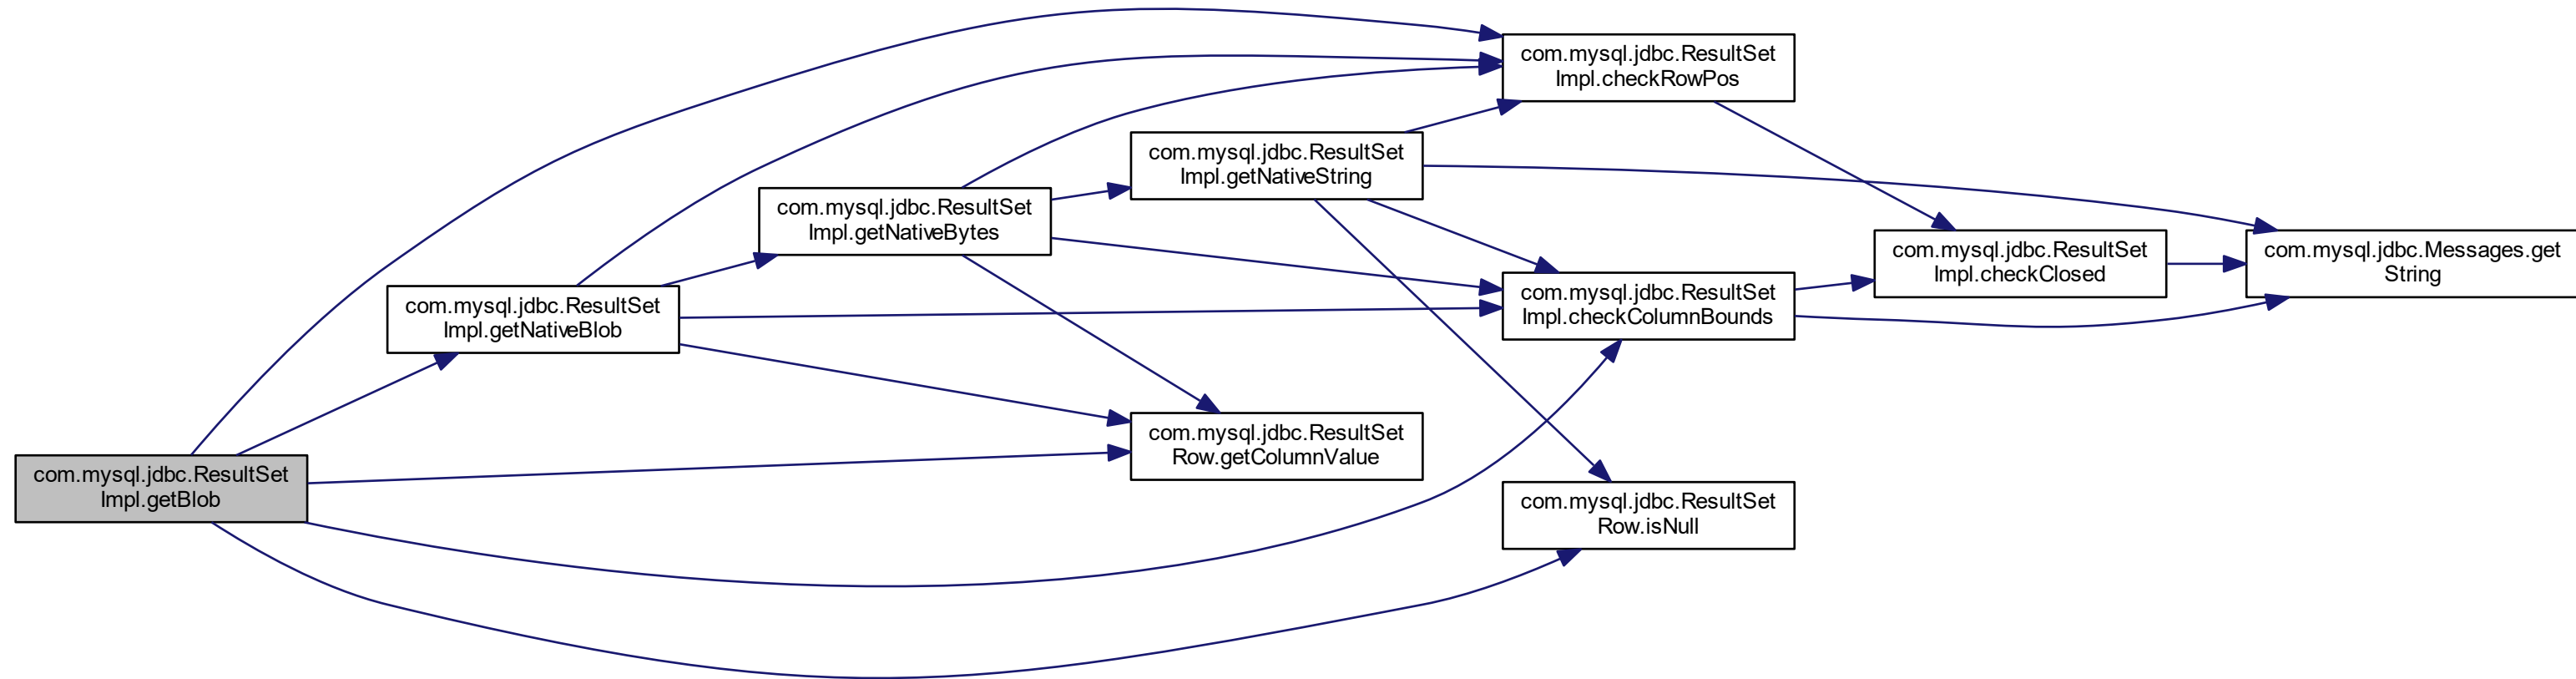 com.mysql.jdbc.ResultSet
Impl.checkRowPos
com.mysql.jdbc.ResultSet
Impl.getNativeString
com.mysql.jdbc.ResultSet
Impl.getNativeBytes
com.mysql.jdbc.ResultSet
Impl.checkClosed
com.mysql.jdbc.Messages.get
String
com.mysql.jdbc.ResultSet
Impl.getNativeBlob
com.mysql.jdbc.ResultSet
Impl.checkColumnBounds
com.mysql.jdbc.ResultSet
Row.getColumnValue
com.mysql.jdbc.ResultSet
Impl.getBlob
com.mysql.jdbc.ResultSet
Row.isNull